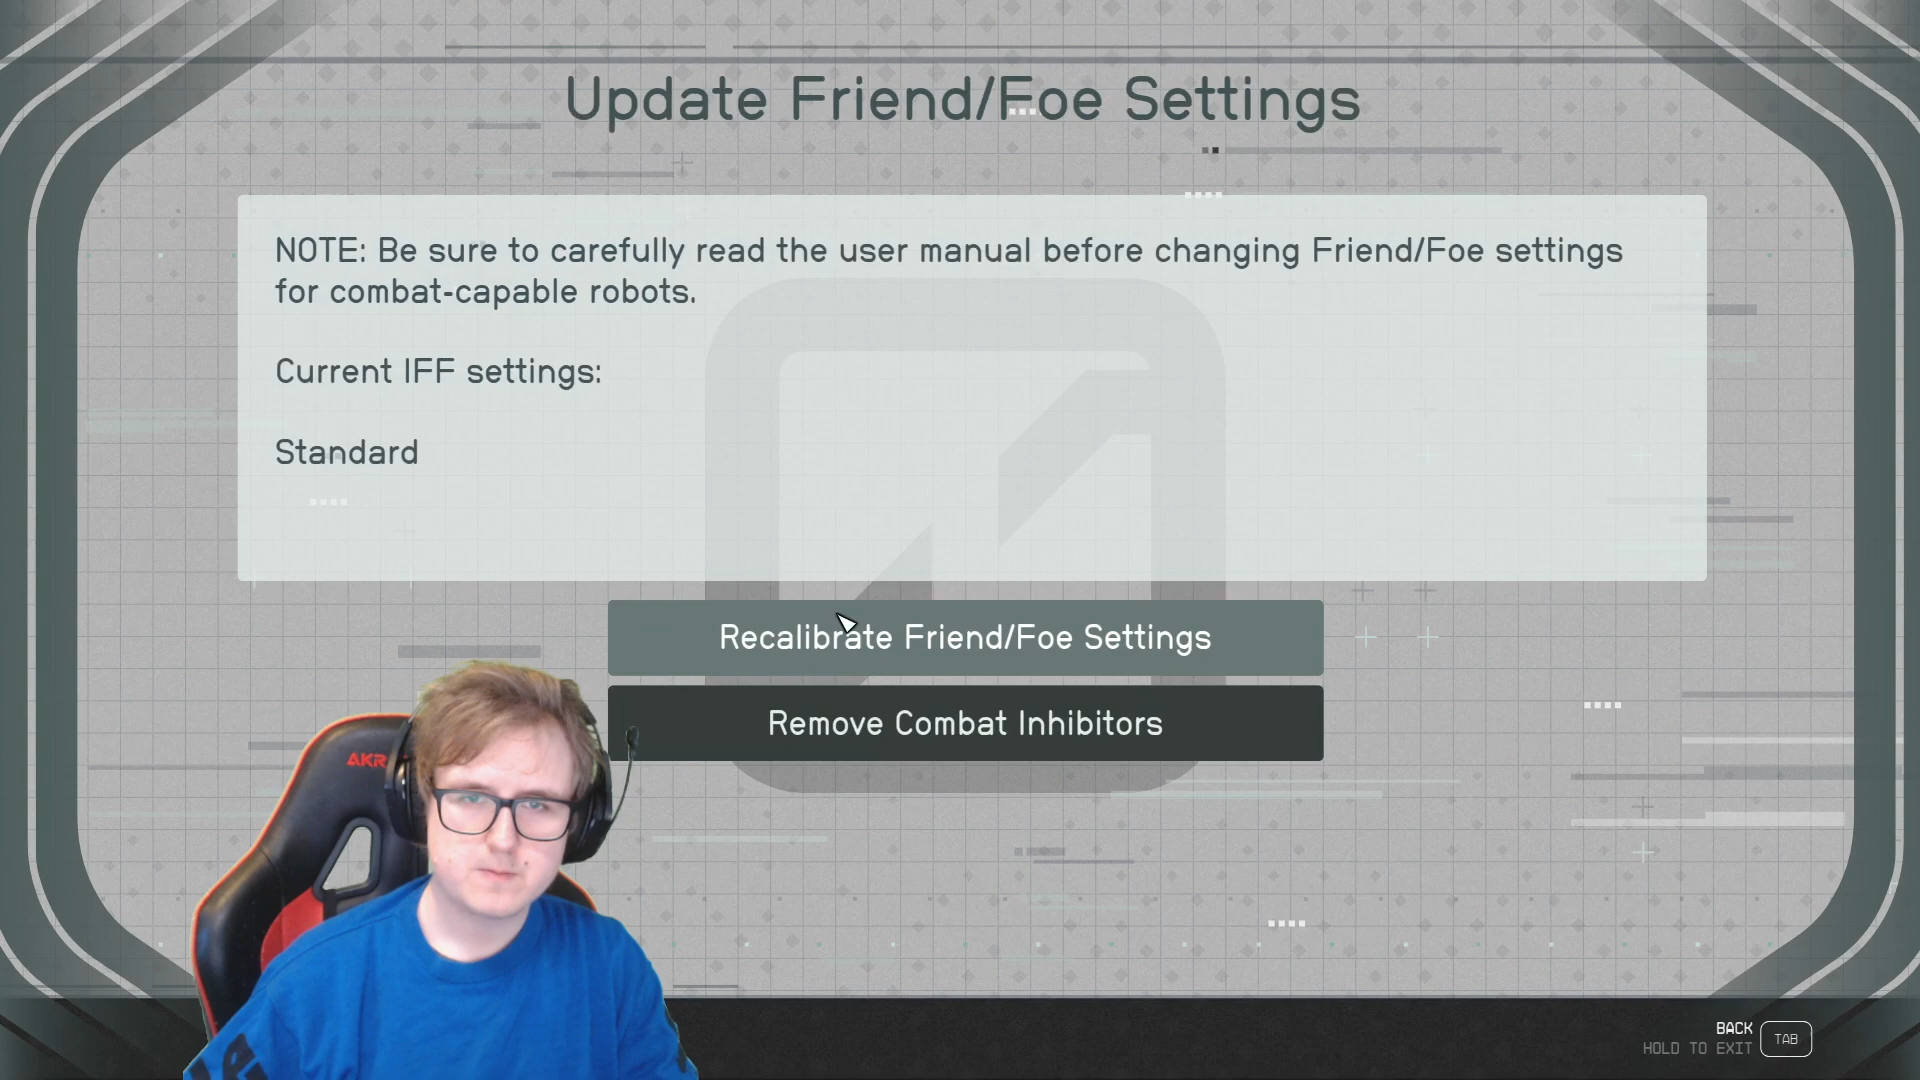 Update Friend/Foe Settings
NOTE: Be sure to carefully read the user manual before changing Friend/Foe settings
for combat-capable robots.
Current IFF settings:
Standard
Recalibrate Friend/Foe Settings
Remove Combat Inhibitors
AKR
BACK
HOLD TO EXIT
TAB